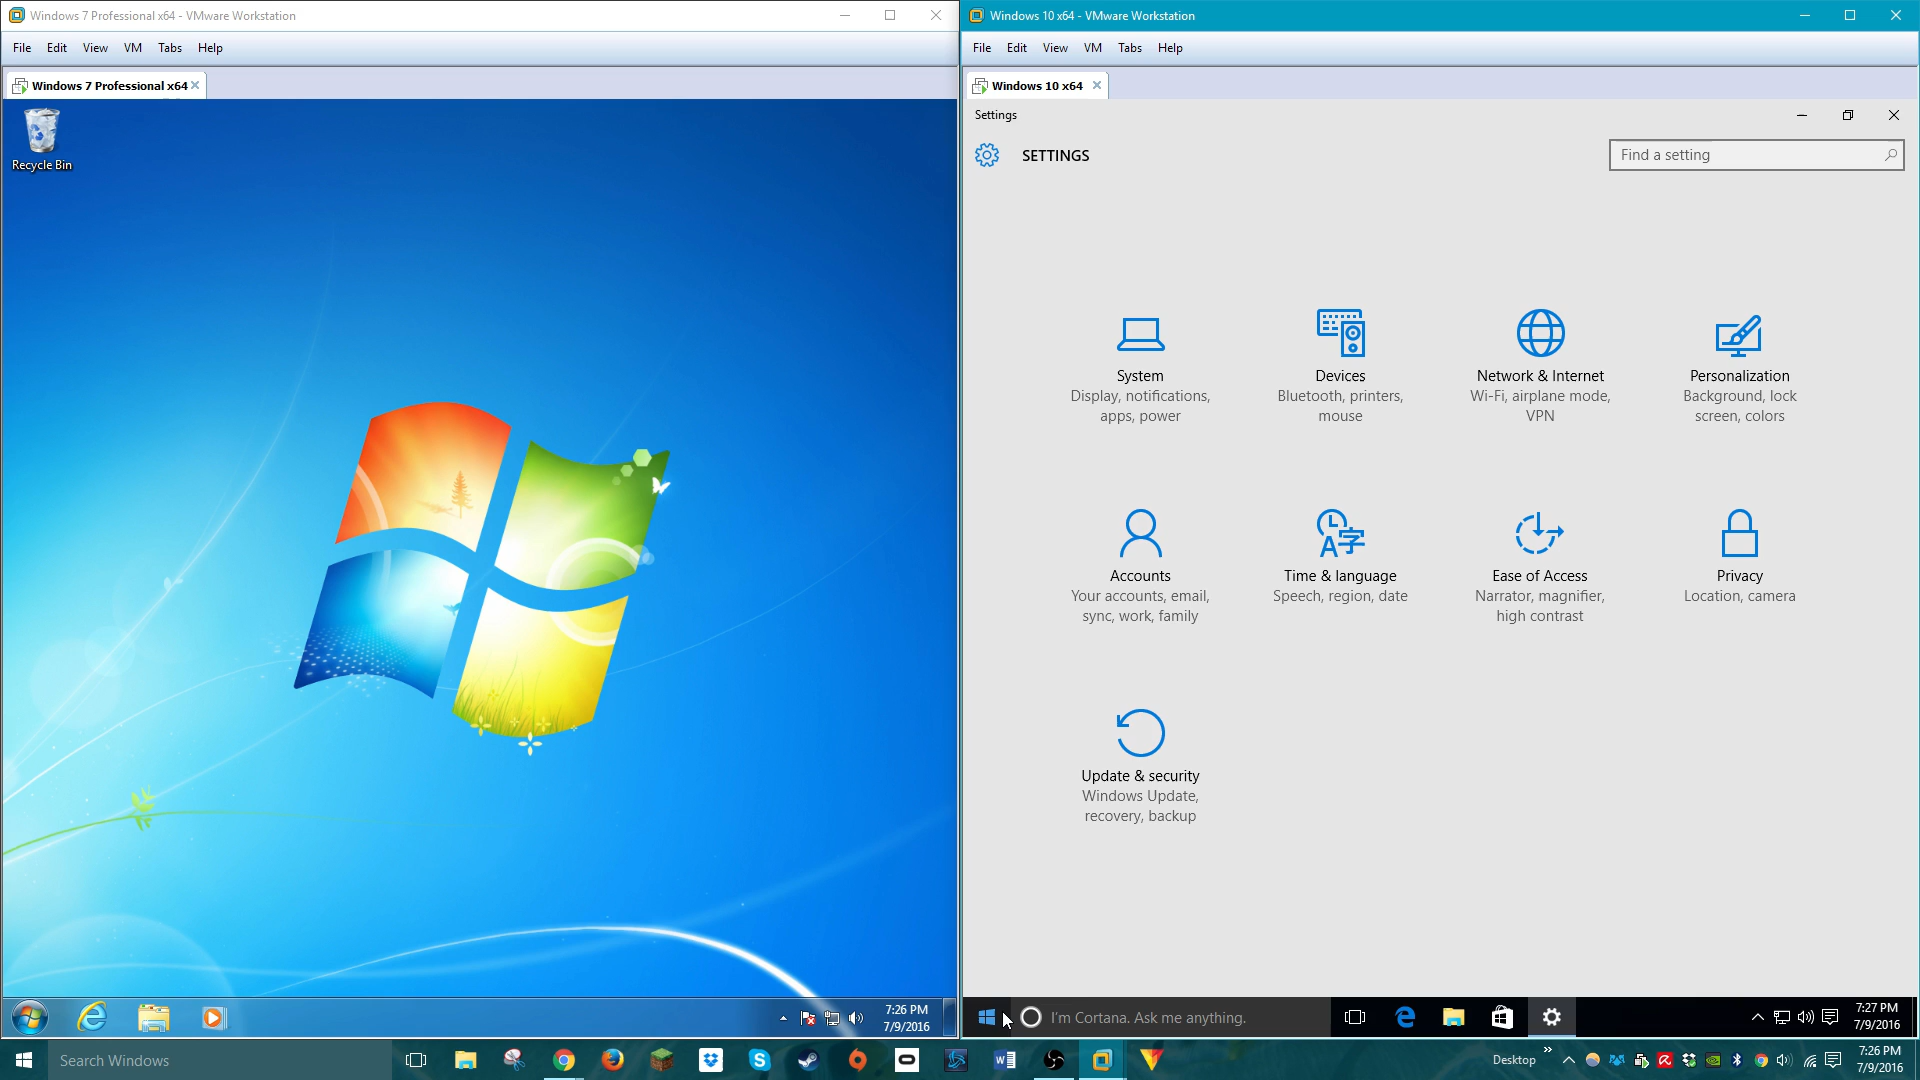 Windows 7 Professional x64 - VMware Workstation
File Edit View VM Tabs Help
Windows 7 Professional x64
Recycle Bin
7:26 PM
7/9/2016
Windows 10 x64 - VMware Workstation
File Edit View VM Tabs Help
Windows 10 x64
Settings
SETTINGS
Find a setting
System
Display, notifications,
apps, power
Devices
Bluetooth, printers,
mouse
Network & Internet
Wi-Fi, airplane mode,
VPN
Personalization
Background, lock
screen, colors
Accounts
Your accounts, email,
sync, work, family
Time & language
Speech, region, date
Ease of Access
Narrator, magnifier,
high contrast
Privacy
Location, camera
Update & security
Windows Update,
recovery, backup
I'm Cortana. Ask me anything.
7:27 PM
7/9/2016
Search Windows
Desktop
7:26 PM
7/9/2016